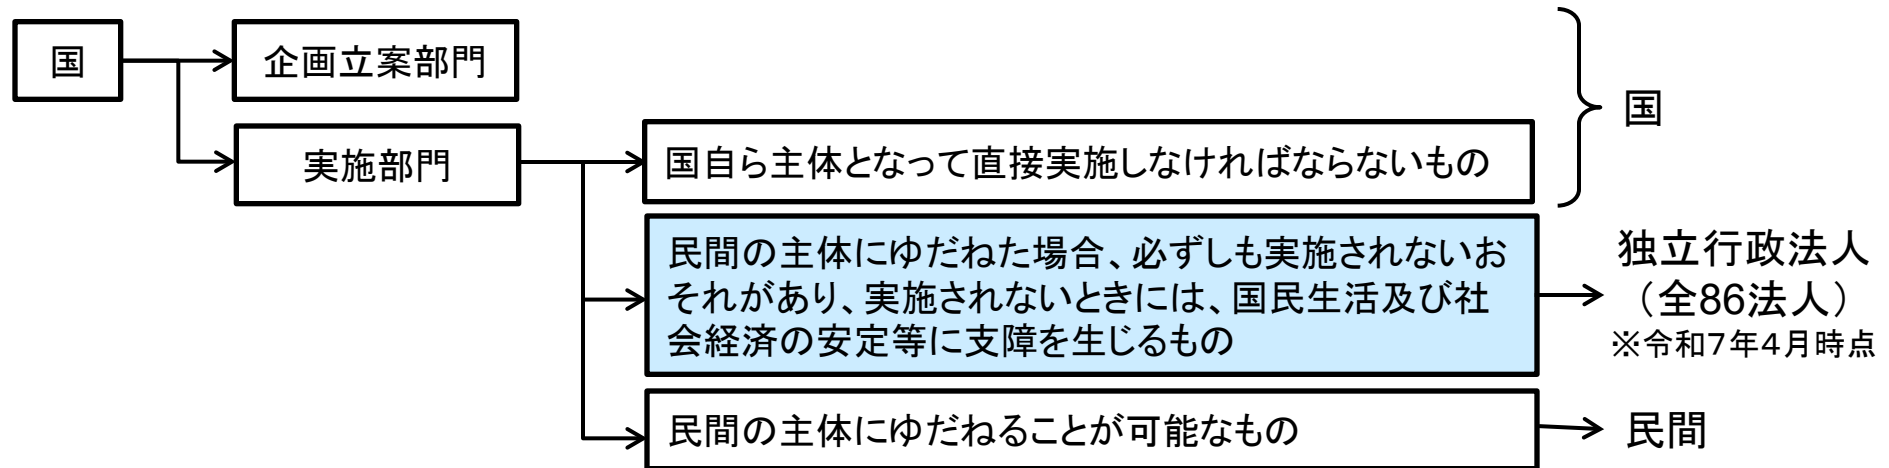 国
企画立案部門
実施部門
国自ら主体となって直接実施しなければならないもの
国
民間の主体にゆだねた場合、必ずしも実施されないお
それがあり、実施されないときには、国民生活及び社
会経済の安定等に支障を生じるもの
独立行政法人
（全86法人）
※令和7年4月時点
民間の主体にゆだねることが可能なもの
民間